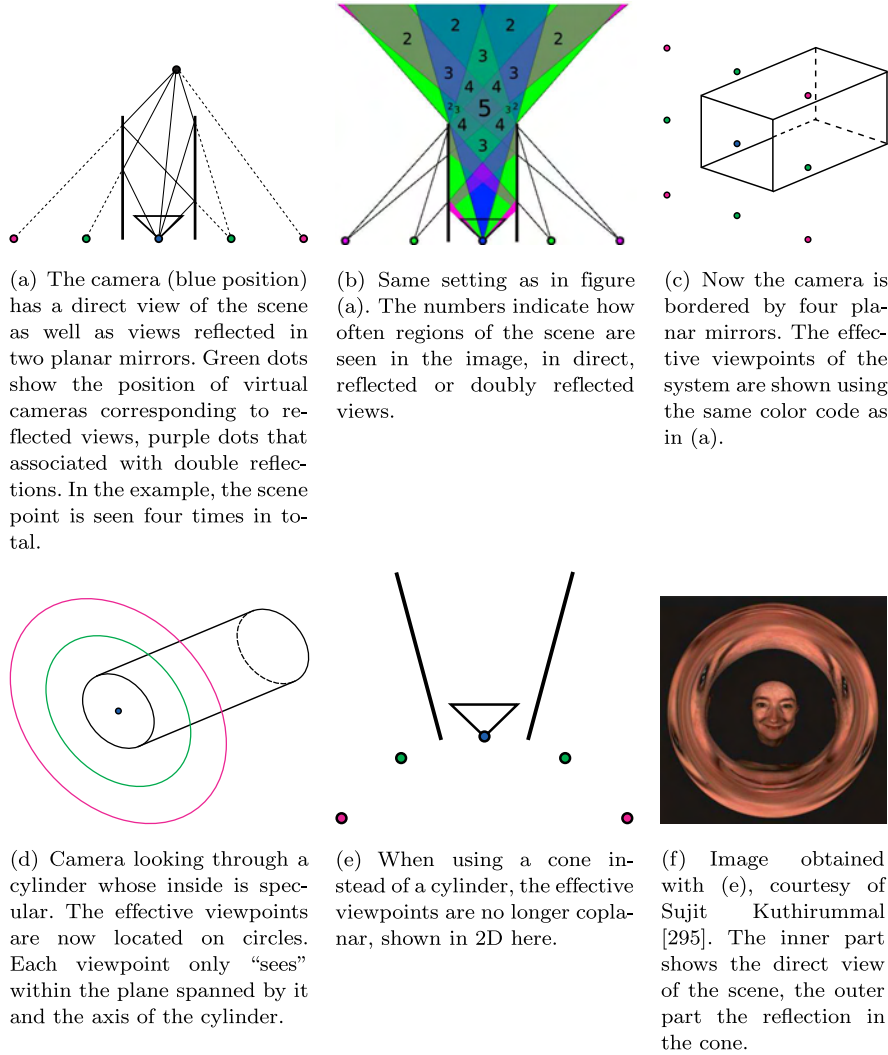 2 2 2 2
3
3 3
4 4
2 3 5 3 2
4 4
3
(a) The camera (blue position)
has a direct view of the scene
as well as views reflected in
two planar mirrors. Green dots
show the position of virtual
cameras corresponding to re-
flected views, purple dots that
associated with double reflec-
tions. In the example, the scene
point is seen four times in to-
tal.
(b) Same setting as in figure
(a). The numbers indicate how
often regions of the scene are
seen in the image, in direct,
reflected or doubly reflected
views.
(c) Now the camera is
bordered by four pla-
nar mirrors. The effec-
tive viewpoints of the
system are shown using
the same color code as
in (a).
(d) Camera looking through a
cylinder whose inside is spec-
ular. The effective viewpoints
are now located on circles.
Each viewpoint only “sees”
within the plane spanned by it
and the axis of the cylinder.
(e) When using a cone in-
stead of a cylinder, the effective
viewpoints are no longer copla-
nar, shown in 2D here.
(f) Image obtained
with (e), courtesy of
Sujit Kuthirummal
[295]. The inner part
shows the direct view
of the scene, the outer
part the reflection in
the cone.